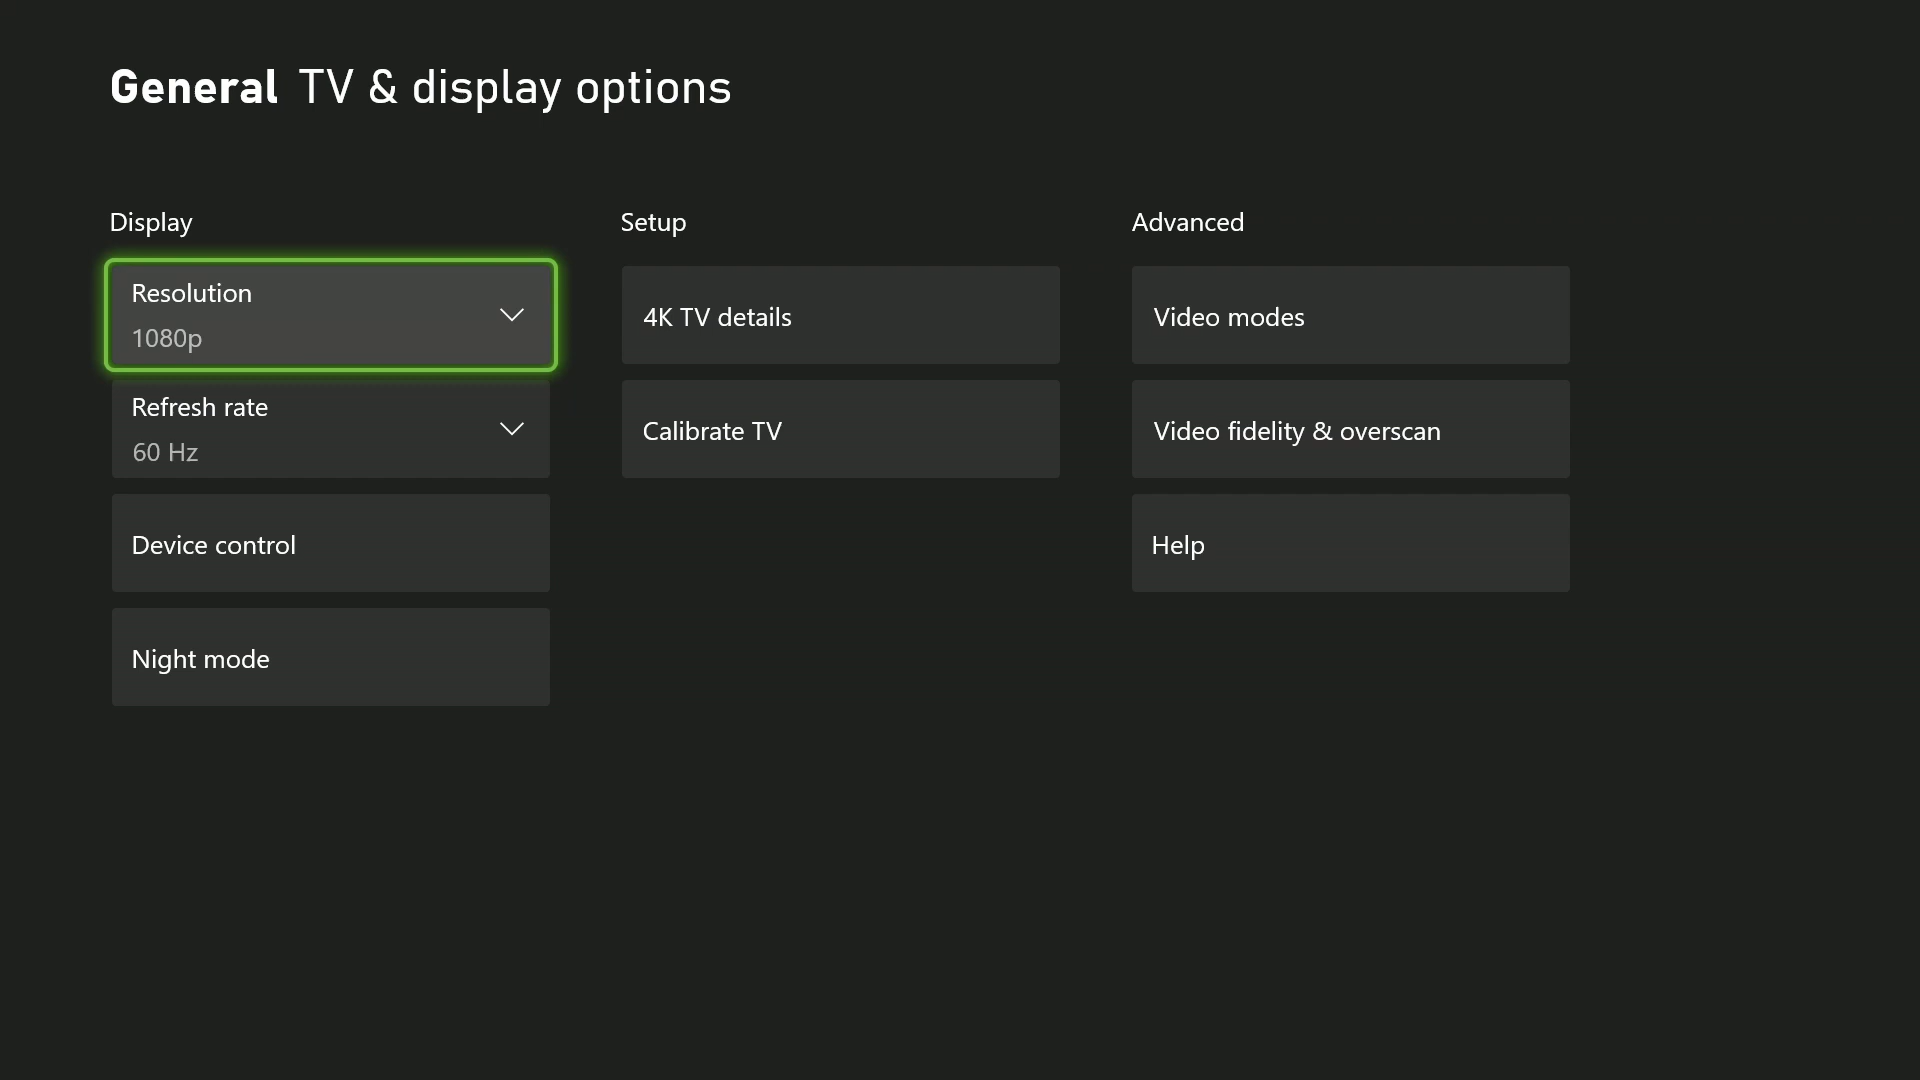 General TV & display options
Display
Resolution
1080p
Refresh rate
60 Hz
Device control
Night mode
Setup
4K TV details
Calibrate TV
Advanced
Video modes
Video fidelity & overscan
Help